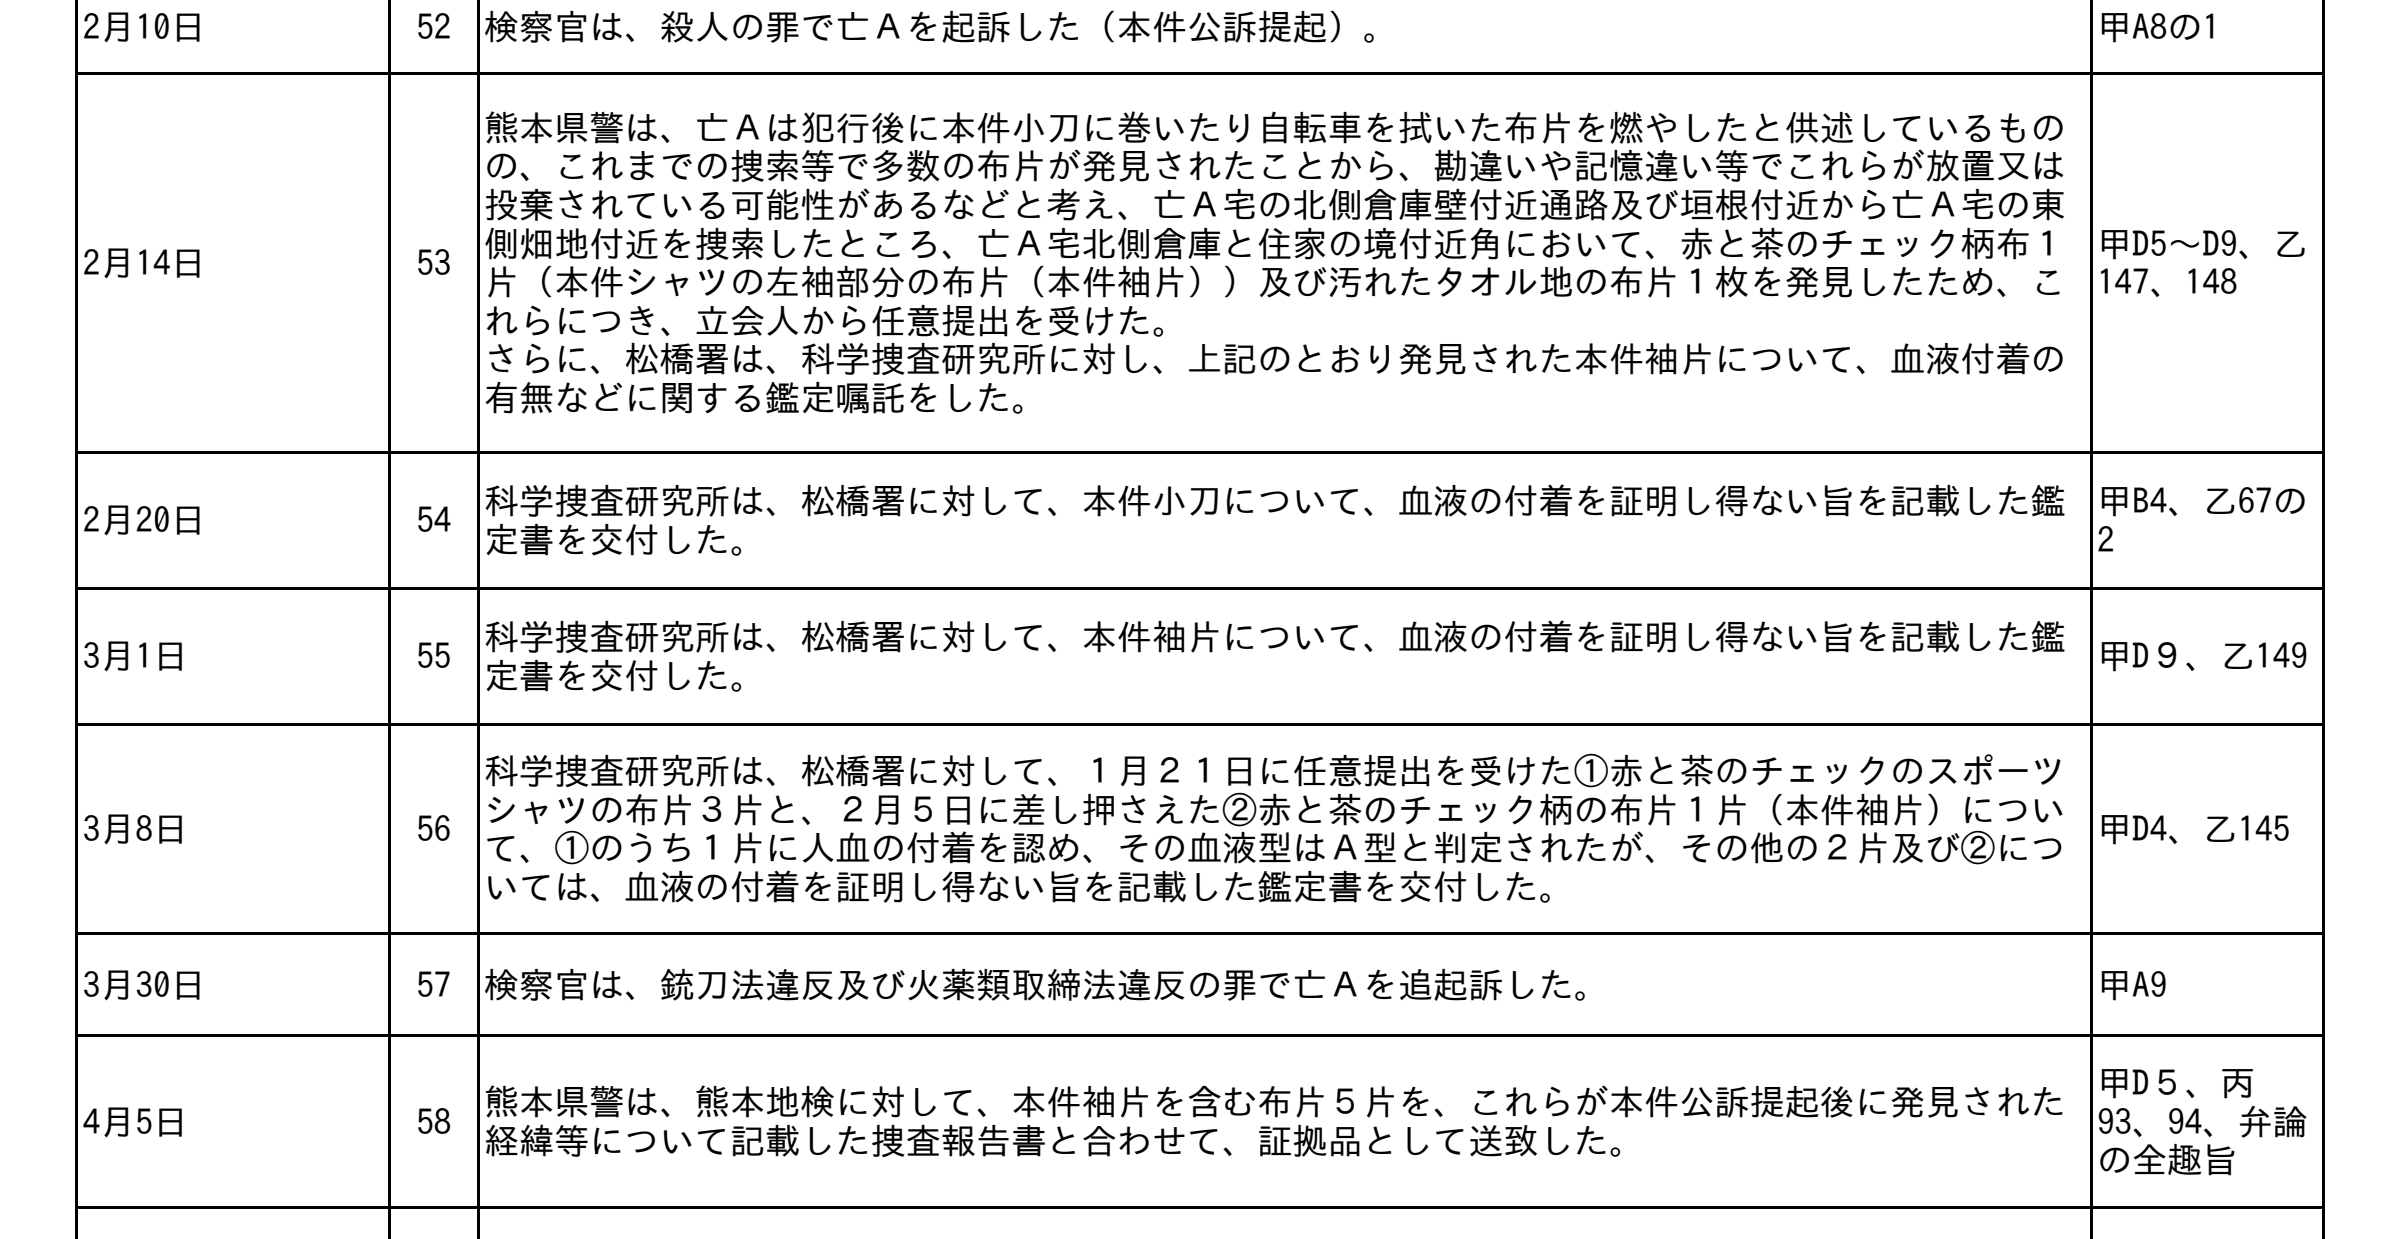 2月10日
52
検察官は、殺人の罪で亡Ａを起訴した（本件公訴提起）。
甲A8の1
2月14日
53
熊本県警は、亡Ａは犯行後に本件小刀に巻いたり自転車を拭いた布片を燃やしたと供述しているもの
の、これまでの捜索等で多数の布片が発見されたことから、勘違いや記憶違い等でこれらが放置又は
投棄されている可能性があるなどと考え、亡Ａ宅の北側倉庫壁付近通路及び垣根付近から亡Ａ宅の東
側畑地付近を捜索したところ、亡Ａ宅北側倉庫と住家の境付近角において、赤と茶のチェック柄布１
片（本件シャツの左袖部分の布片（本件袖片））及び汚れたタオル地の布片１枚を発見したため、こ
れらにつき、立会人から任意提出を受けた。
さらに、松橋署は、科学捜査研究所に対し、上記のとおり発見された本件袖片について、血液付着の
有無などに関する鑑定嘱託をした。
甲D5～D9、乙
147、148
2月20日
54
科学捜査研究所は、松橋署に対して、本件小刀について、血液の付着を証明し得ない旨を記載した鑑
定書を交付した。
甲B4、乙67の
2
3月1日
55
科学捜査研究所は、松橋署に対して、本件袖片について、血液の付着を証明し得ない旨を記載した鑑
定書を交付した。
甲D９、乙149
3月8日
56
科学捜査研究所は、松橋署に対して、１月２１日に任意提出を受けた①赤と茶のチェックのスポーツ
シャツの布片３片と、２月５日に差し押さえた②赤と茶のチェック柄の布片１片（本件袖片）につい
て、①のうち１片に人血の付着を認め、その血液型はＡ型と判定されたが、その他の２片及び②につ
いては、血液の付着を証明し得ない旨を記載した鑑定書を交付した。
甲D4、乙145
3月30日
57
検察官は、銃刀法違反及び火薬類取締法違反の罪で亡Ａを追起訴した。
甲A9
4月5日
58
熊本県警は、熊本地検に対して、本件袖片を含む布片５片を、これらが本件公訴提起後に発見された
経緯等について記載した捜査報告書と合わせて、証拠品として送致した。
甲D５、丙
93、94、弁論
の全趣旨